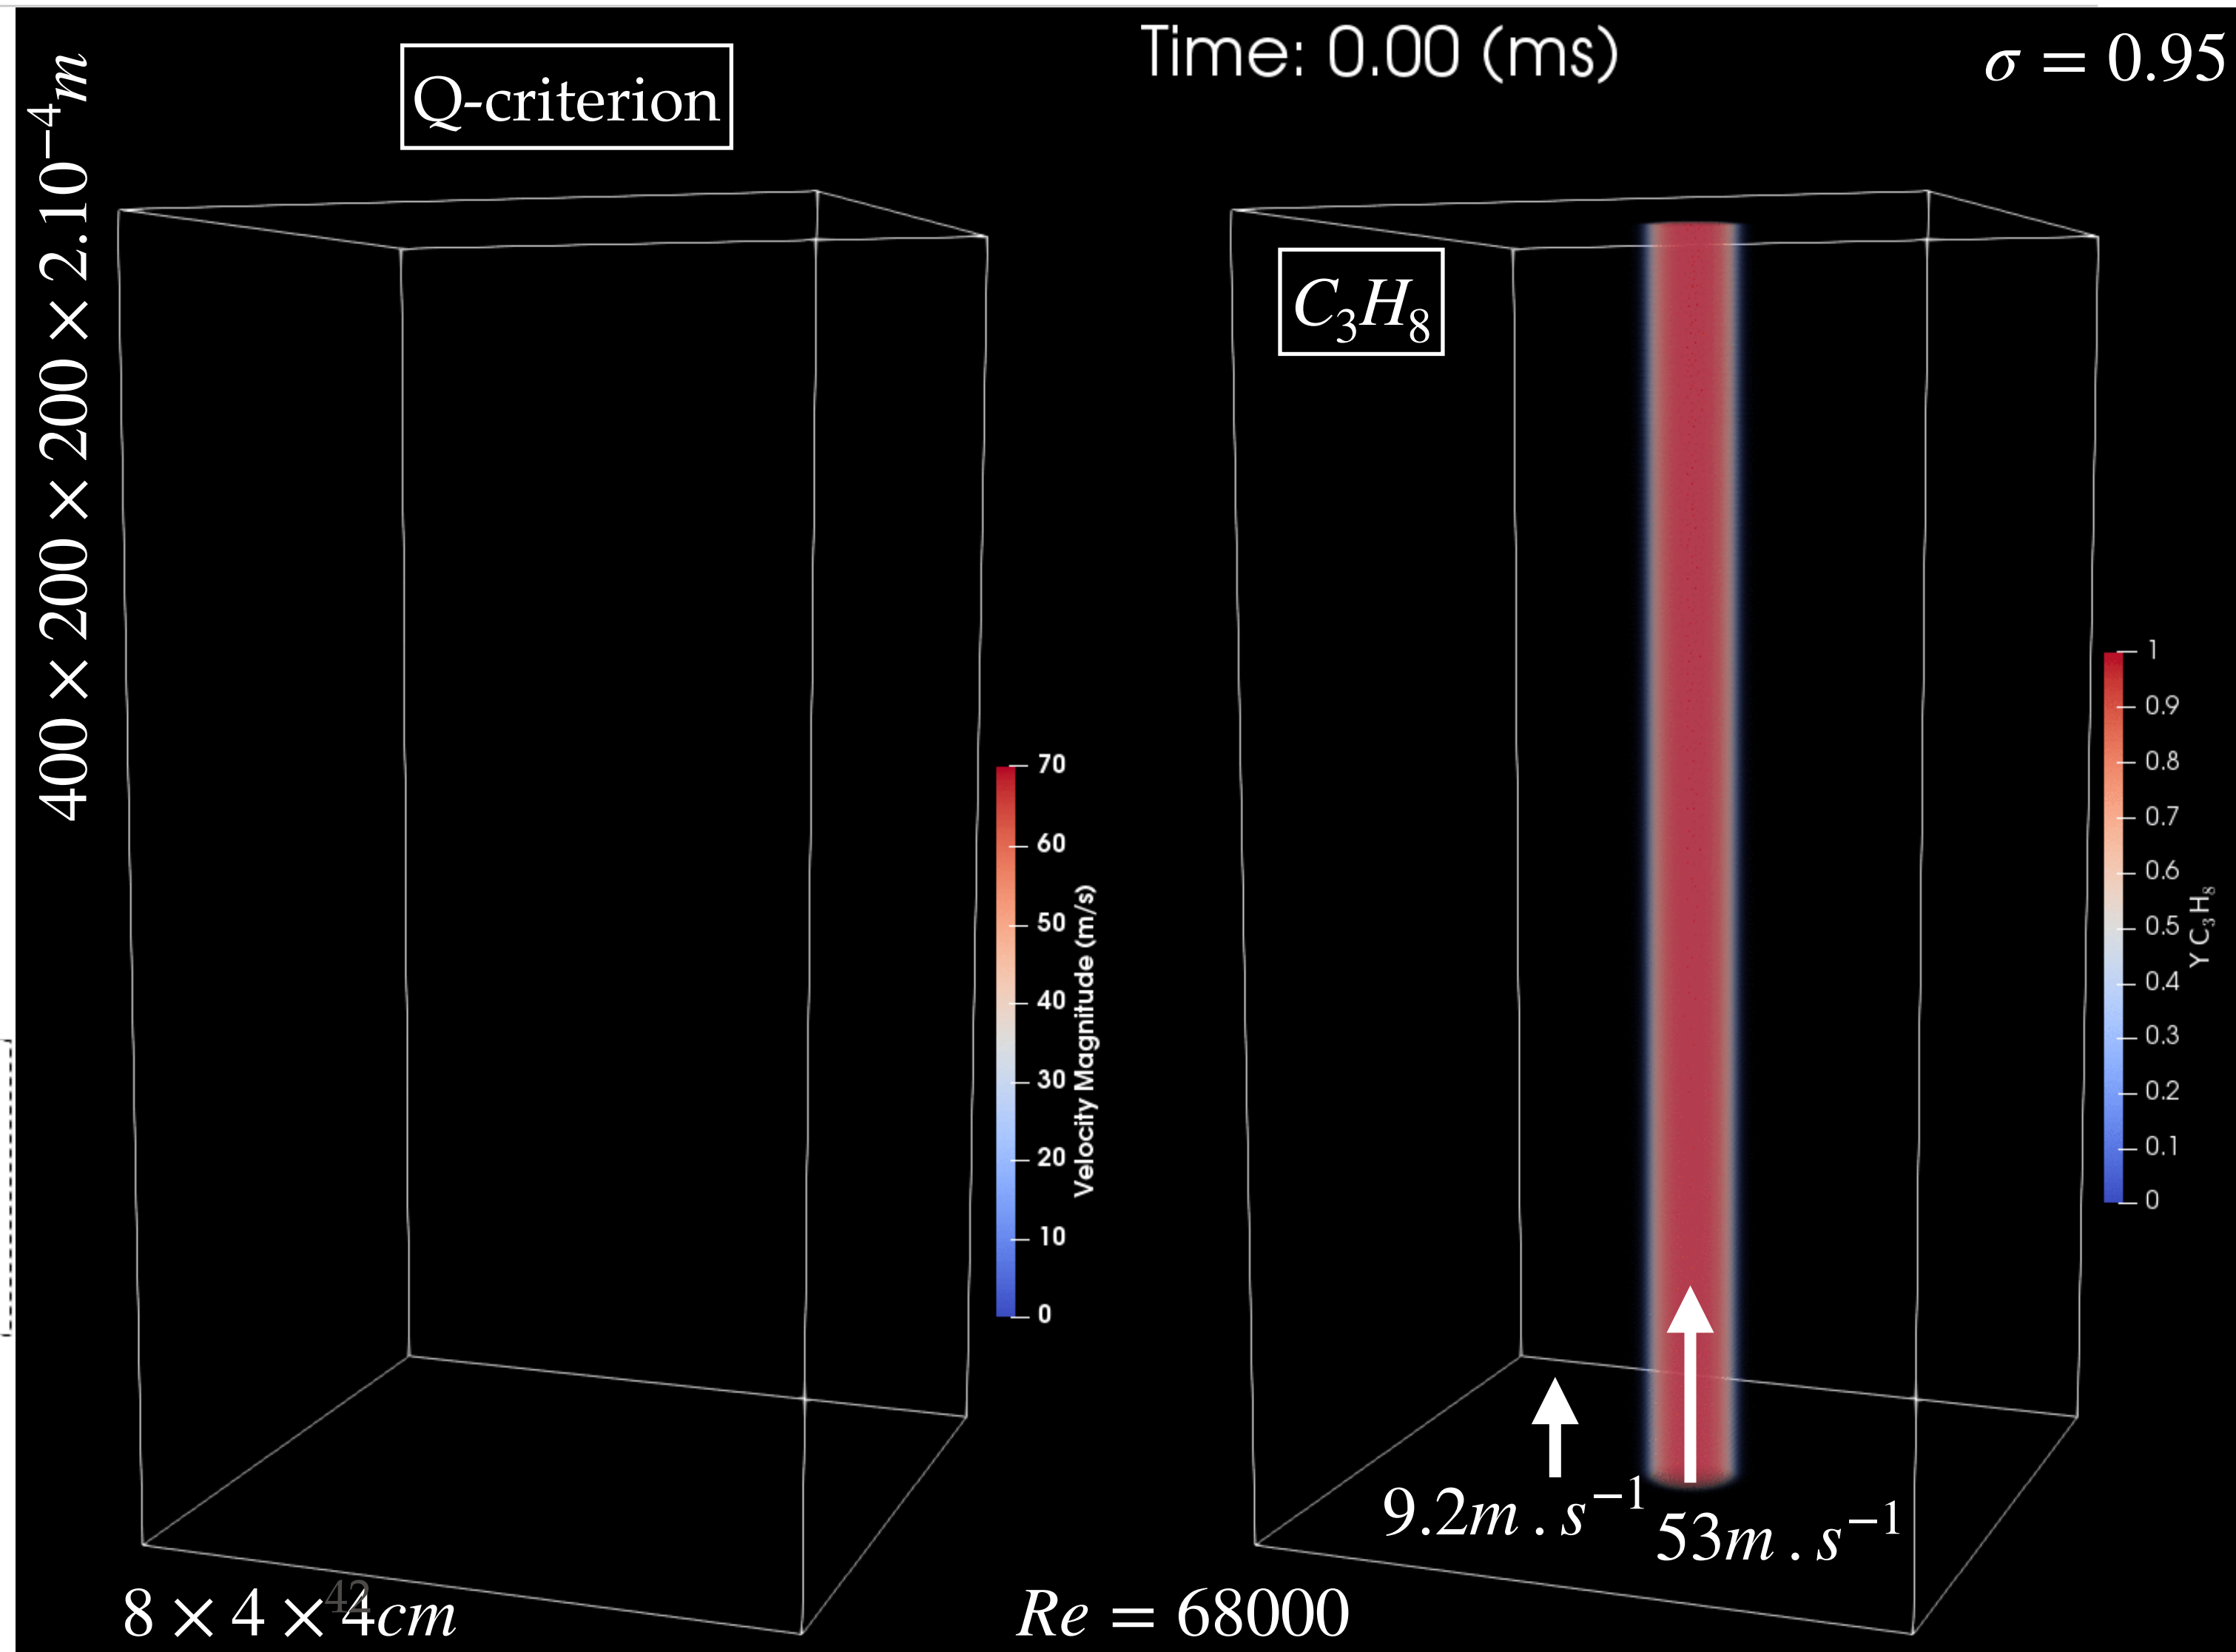 Time: 0.00 (ms)
σ = 0.95
Q-criterion
400 × 200 × 200 × 2.10⁻⁴m
C₃H₈
70
60
50
40
30
20
10
0
Velocity Magnitude (m/s)
1
0.9
0.8
0.7
0.6
0.5
0.4
0.3
0.2
0.1
0
Y C₃H₈
9.2m . s⁻¹
53m . s⁻¹
8 × 4 × 4cm
42
Re = 68000